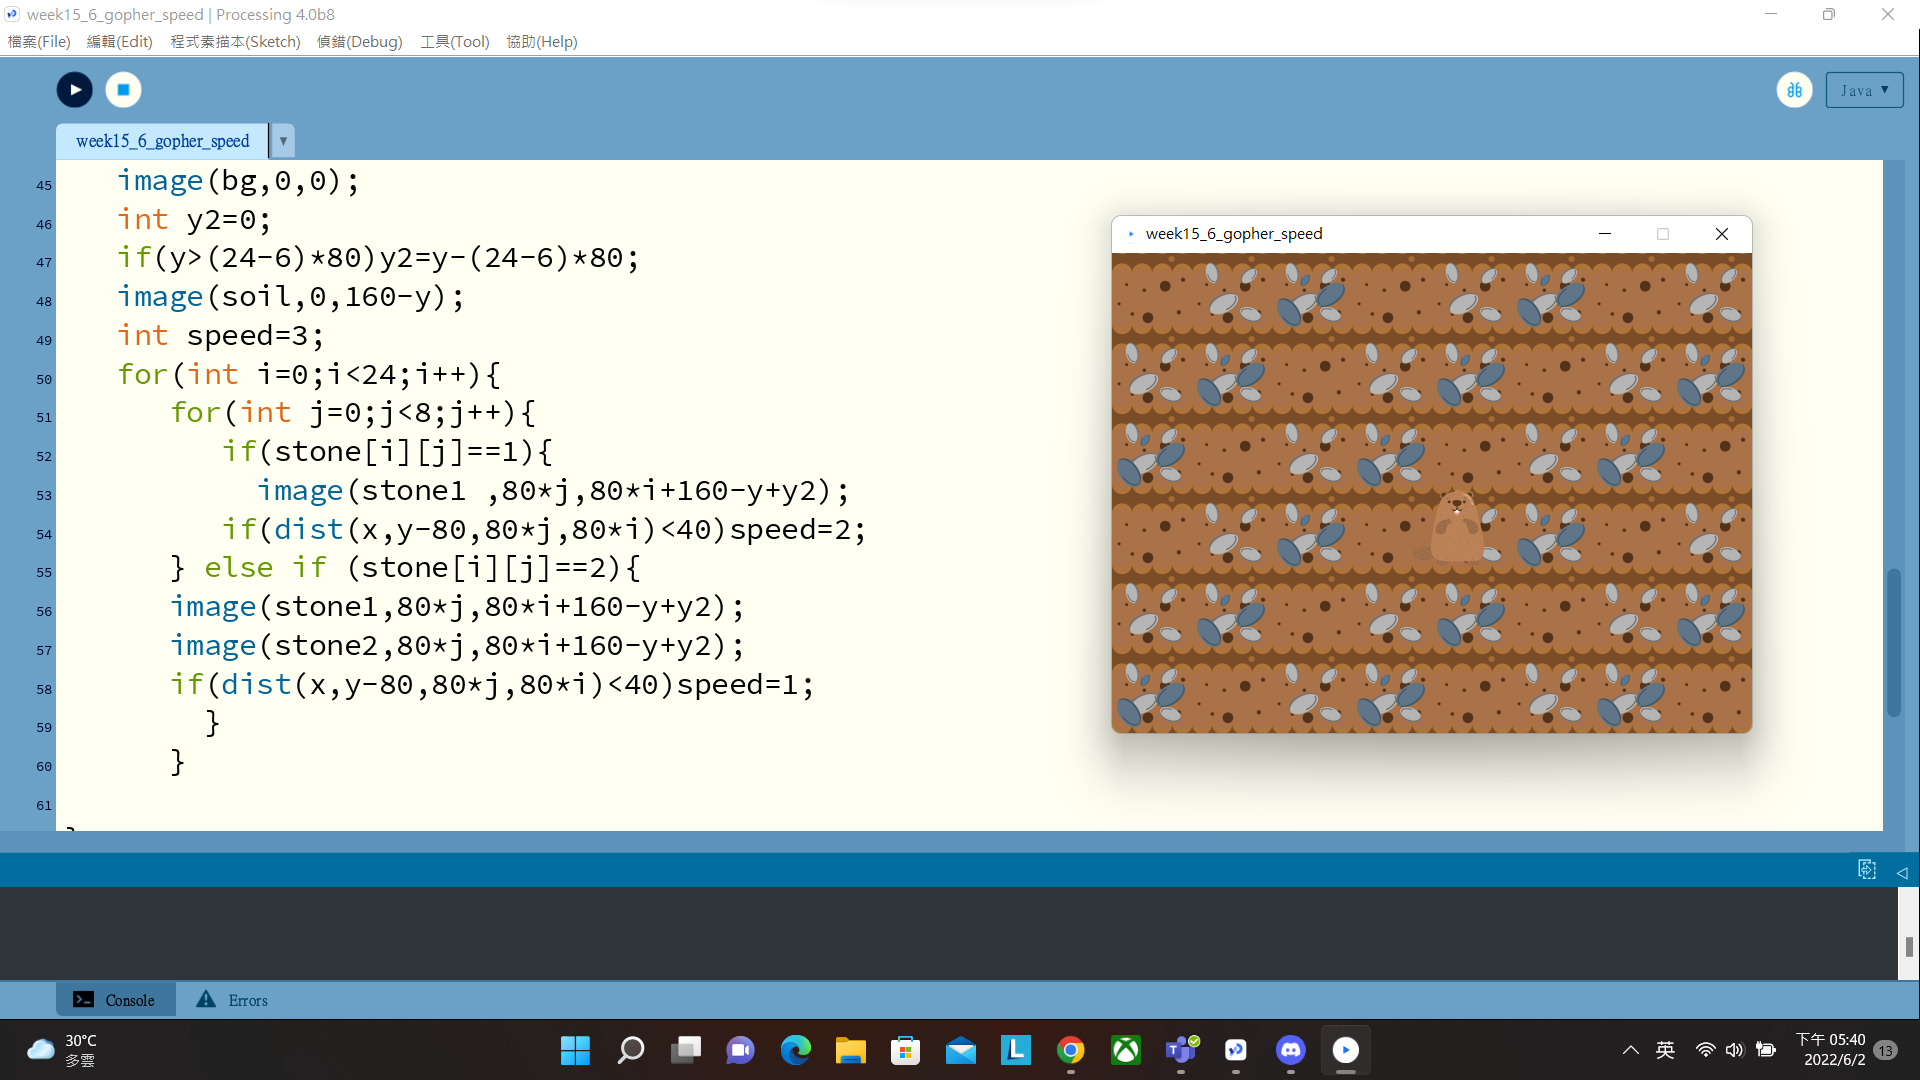 week15_6_gopher_speed | Processing 4.0b8
檔案(File) 編輯(Edit) 程式素描本(Sketch) 偵錯(Debug) 工具(Tool) 協助(Help)
Java ▼
week15_6_gopher_speed ▼
45 image(bg,0,0);
46 int y2=0;
47 if(y>(24-6)*80)y2=y-(24-6)*80;
48 image(soil,0,160-y);
49 int speed=3;
50 for(int i=0;i<24;i++){
51 for(int j=0;j<8;j++){
52 if(stone[i][j]==1){
53 image(stone1 ,80*j,80*i+160-y+y2);
54 if(dist(x,y-80,80*j,80*i)<40)speed=2;
55 } else if (stone[i][j]==2){
56 image(stone1,80*j,80*i+160-y+y2);
57 image(stone2,80*j,80*i+160-y+y2);
58 if(dist(x,y-80,80*j,80*i)<40)speed=1;
59 }
60 }
61
week15_6_gopher_speed
Console Errors
30°C
多雲
英
下午 05:40
2022/6/2
13